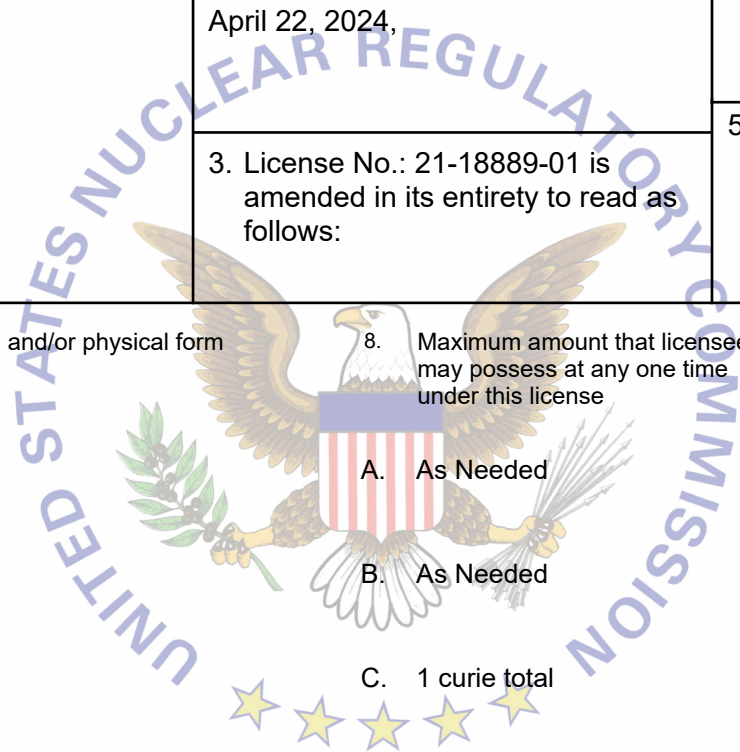 April 22, 2024,
5
3. License No.: 21-18889-01 is
amended in its entirety to read as
follows:
and/or physical form
8. Maximum amount that licensee
may possess at any one time
under this license
A. As Needed
B. As Needed
C. 1 curie total
UNITED STATES NUCLEAR REGULATORY COMMISSION